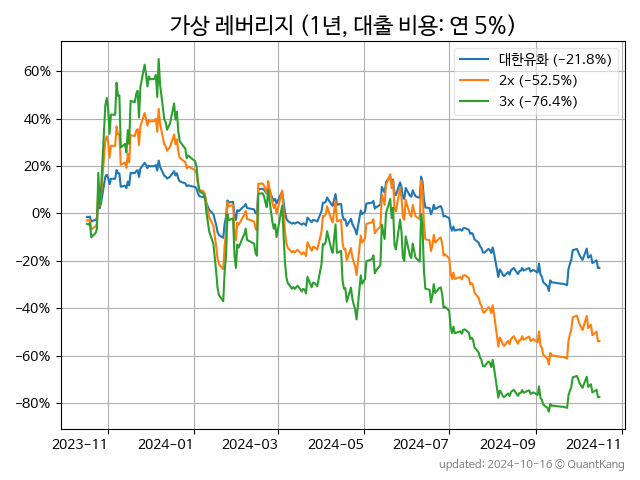 가상 레버리지 (1년, 대출 비용: 연 5%)
대한유화 (-21.8%)
2x (-52.5%)
3x (-76.4%)
60%
40%
20%
0%
−20%
−40%
−60%
−80%
2023-11 2024-01 2024-03 2024-05 2024-07 2024-09 2024-11
updated: 2024-10-16 © QuantKang